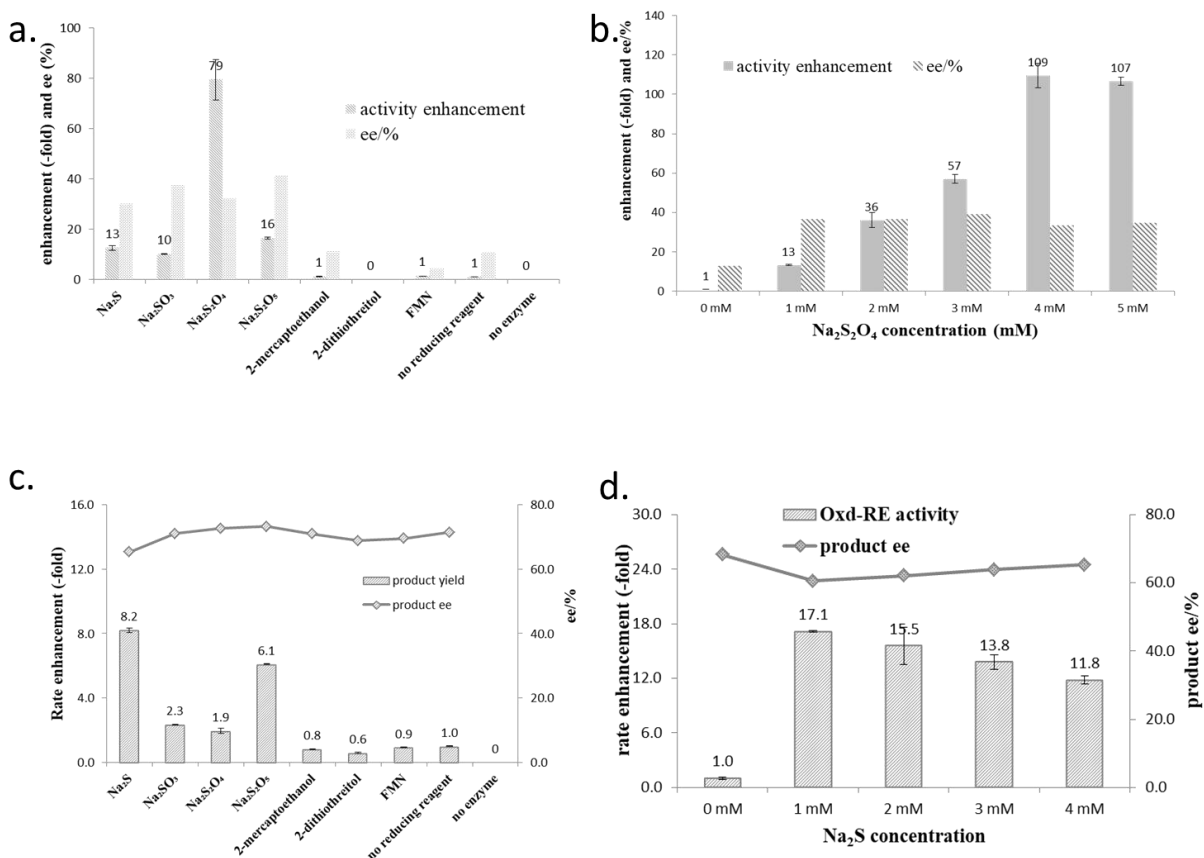 a.
enhancement (-fold) and ee (%)
100
80
60
40
20
0
13
10
79
16
1
0
1
1
0
activity enhancement
ee/%
Na₂S
Na₂SO₃
Na₂S₂O₄
Na₂S₂O₅
2-mercaptoethanol
2-dithiothreitol
FMN
no reducing reagent
no enzyme
b.
enhancement (-fold) and ee/%
140
120
100
80
60
40
20
0
activity enhancement
ee/%
1
13
36
57
109
107
0 mM
1 mM
2 mM
3 mM
4 mM
5 mM
Na₂S₂O₄ concentration (mM)
c.
Rate enhancement (-fold)
16.0
12.0
8.0
4.0
0.0
80.0
60.0
40.0
20.0
0.0
ee/%
product yield
product ee
8.2
2.3
1.9
6.1
0.8
0.6
0.9
1.0
0
Na₂S
Na₂SO₃
Na₂S₂O₄
Na₂S₂O₅
2-mercaptoethanol
2-dithiothreitol
FMN
no reducing reagent
no enzyme
d.
rate enhancement (-fold)
30.0
24.0
18.0
12.0
6.0
0.0
80.0
60.0
40.0
20.0
0.0
product ee/%
Oxd-RE activity
product ee
1.0
17.1
15.5
13.8
11.8
0 mM
1 mM
2 mM
3 mM
4 mM
Na₂S concentration